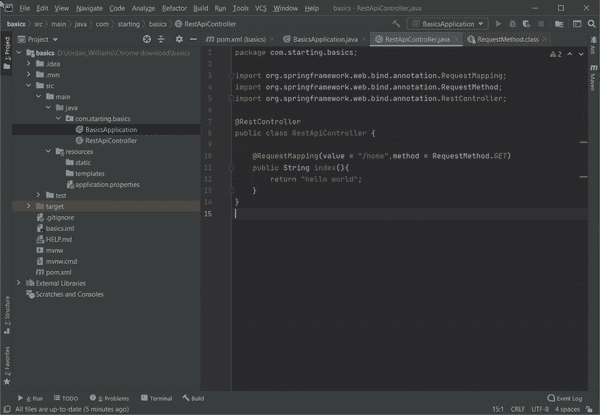 File Edit View Navigate Code Analyze Refactor Build Run Tools VCS Window Help basics - RestApiController
basics src main java com starting basics RestApiController BasicsApplication
Project pom.xml (basics) BasicsApplication.java RestApiController.java RequestMethod.class
basics D:\Jordan_Williams\Chrome download\basics
.idea
.mvn
src
main
java
com.starting.basics
BasicsApplication
RestApiController
resources
static
templates
application.properties
test
target
.gitignore
basics.iml
HELP.md
mvnw
mvnw.cmd
pom.xml
External Libraries
Scratches and Consoles
1 package com.starting.basics;
2
3 import org.springframework.web.bind.annotation.RequestMapping;
4 import org.springframework.web.bind.annotation.RequestMethod;
5 import org.springframework.web.bind.annotation.RestController;
6
7 @RestController
8 public class RestApiController {
9
10 @RequestMapping(value = "/home",method = RequestMethod.GET)
11 public String index(){
12 return "hello world";
13 }
14 }
15
2
1: Project
7: Structure
2: Favorites
Ant
Maven
4: Run TODO 6: Problems Terminal Build Event Log
All files are up-to-date (5 minutes ago) 15:1 CRLF UTF-8 4 spaces